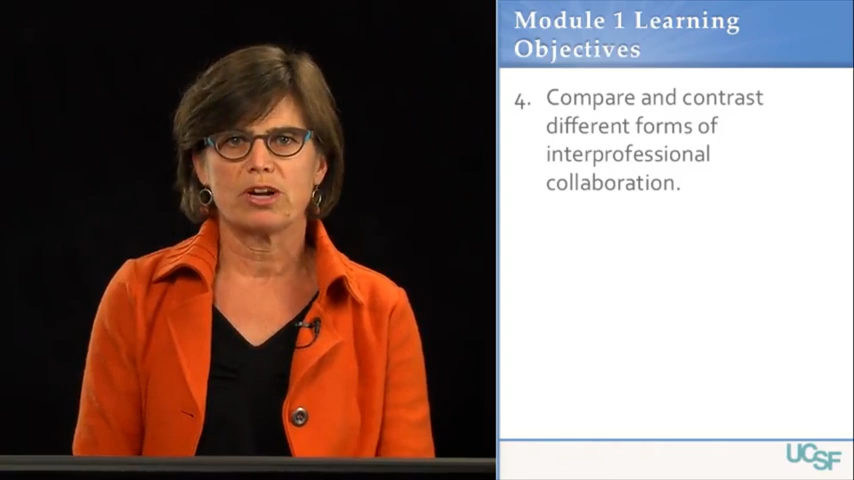 Module 1 Learning
Objectives
4. Compare and contrast
different forms of
interprofessional
collaboration.
UCSF